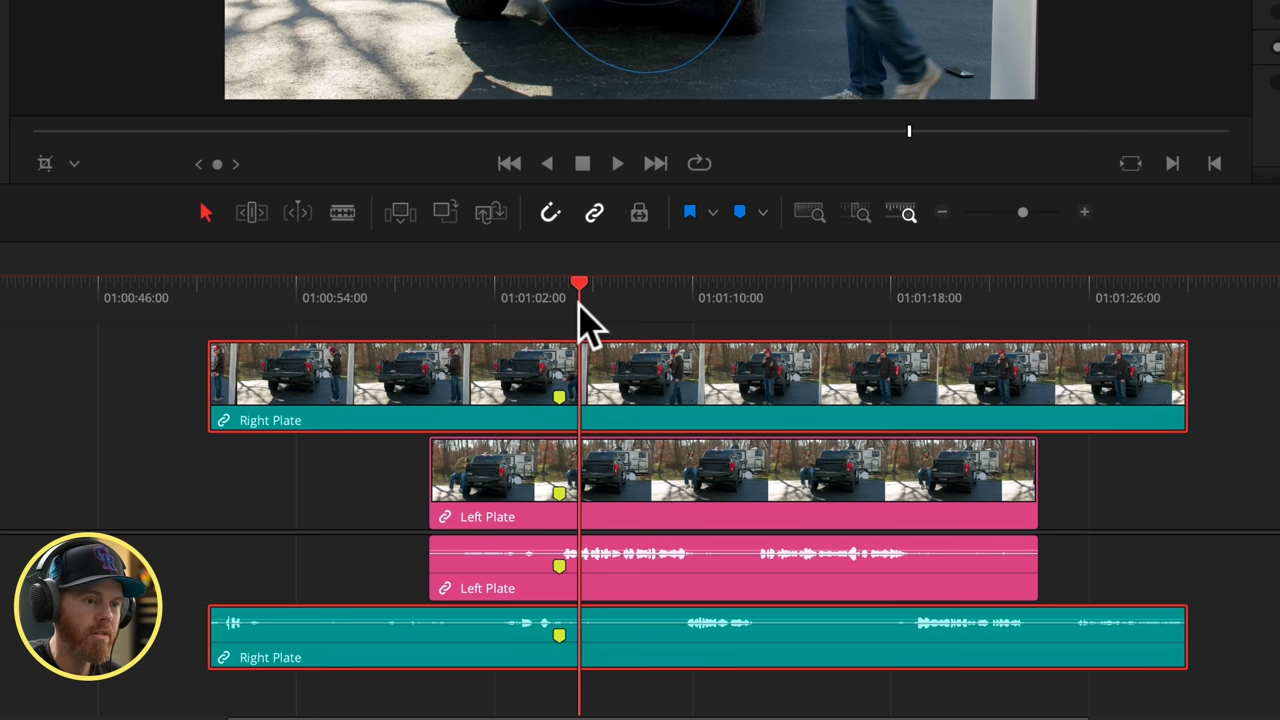 01:00:46:00
01:00:54:00
01:01:02:00
01:01:10:00
01:01:18:00
01:01:26:00
Right Plate
Left Plate
Left Plate
Right Plate